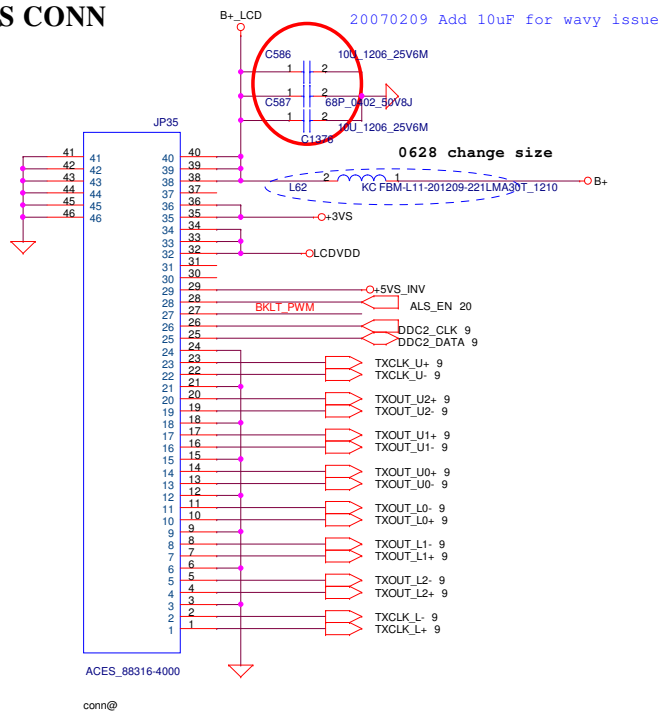 S CONN
B+_LCD
20070209 Add 10uF for wavy issue
C586 10U_1206_25V6M
1 2
C587 68P_0402_50V8J
1 2
C1376 10U_1206_25V6M
1 2
0628 change size
L62 2 1 KC FBM-L11-201209-221LMA30T_1210
B+
JP35
41 41 40 40
42 42 39 39
43 43 38 38
44 44 37 37
45 45 36 36
46 46 35 35 +3VS
34 34
33 33
32 32 LCDVDD
31 31
30 30
29 29 +5VS_INV
28 28 ALS_EN 20
27 27 BKLT_PWM
26 26 DDC2_CLK 9
25 25 DDC2_DATA 9
24 24
23 23 TXCLK_U+ 9
22 22 TXCLK_U- 9
21 21
20 20 TXOUT_U2+ 9
19 19 TXOUT_U2- 9
18 18
17 17 TXOUT_U1+ 9
16 16 TXOUT_U1- 9
15 15
14 14 TXOUT_U0+ 9
13 13 TXOUT_U0- 9
12 12
11 11 TXOUT_L0- 9
10 10 TXOUT_L0+ 9
9 9
8 8 TXOUT_L1- 9
7 7 TXOUT_L1+ 9
6 6
5 5 TXOUT_L2- 9
4 4 TXOUT_L2+ 9
3 3
2 2 TXCLK_L- 9
1 1 TXCLK_L+ 9
ACES_88316-4000
conn@